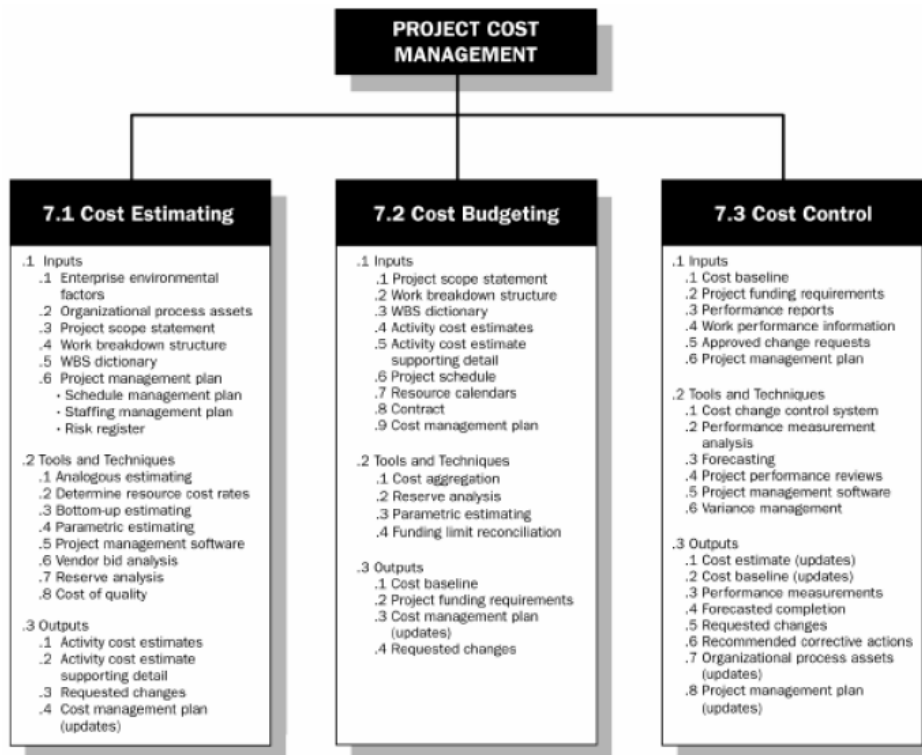 PROJECT COST
MANAGEMENT
7.1 Cost Estimating
.1 Inputs
.1 Enterprise environmental
factors
.2 Organizational process assets
.3 Project scope statement
.4 Work breakdown structure
.5 WBS dictionary
.6 Project management plan
• Schedule management plan
• Staffing management plan
• Risk register
.2 Tools and Techniques
.1 Analogous estimating
.2 Determine resource cost rates
.3 Bottom-up estimating
.4 Parametric estimating
.5 Project management software
.6 Vendor bid analysis
.7 Reserve analysis
.8 Cost of quality
.3 Outputs
.1 Activity cost estimates
.2 Activity cost estimate
supporting detail
.3 Requested changes
.4 Cost management plan
(updates)
7.2 Cost Budgeting
.1 Inputs
.1 Project scope statement
.2 Work breakdown structure
.3 WBS dictionary
.4 Activity cost estimates
.5 Activity cost estimate
supporting detail
.6 Project schedule
.7 Resource calendars
.8 Contract
.9 Cost management plan
.2 Tools and Techniques
.1 Cost aggregation
.2 Reserve analysis
.3 Parametric estimating
.4 Funding limit reconciliation
.3 Outputs
.1 Cost baseline
.2 Project funding requirements
.3 Cost management plan
(updates)
.4 Requested changes
7.3 Cost Control
.1 Inputs
.1 Cost baseline
.2 Project funding requirements
.3 Performance reports
.4 Work performance information
.5 Approved change requests
.6 Project management plan
.2 Tools and Techniques
.1 Cost change control system
.2 Performance measurement
analysis
.3 Forecasting
.4 Project performance reviews
.5 Project management software
.6 Variance management
.3 Outputs
.1 Cost estimate (updates)
.2 Cost baseline (updates)
.3 Performance measurements
.4 Forecasted completion
.5 Requested changes
.6 Recommended corrective actions
.7 Organizational process assets
(updates)
.8 Project management plan
(updates)